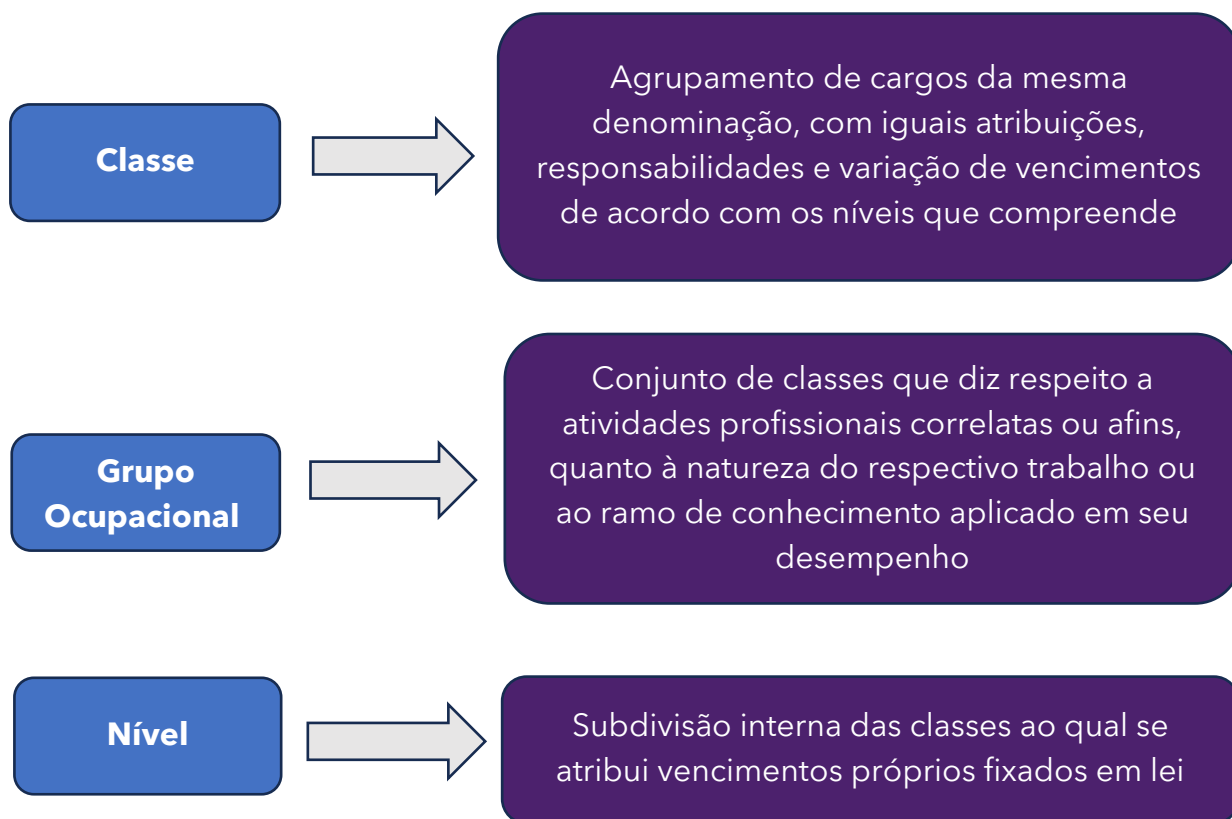 Classe
Agrupamento de cargos da mesma
denominação, com iguais atribuições,
responsabilidades e variação de vencimentos
de acordo com os níveis que compreende
Grupo
Ocupacional
Conjunto de classes que diz respeito a
atividades profissionais correlatas ou afins,
quanto à natureza do respectivo trabalho ou
ao ramo de conhecimento aplicado em seu
desempenho
Nível
Subdivisão interna das classes ao qual se
atribui vencimentos próprios fixados em lei